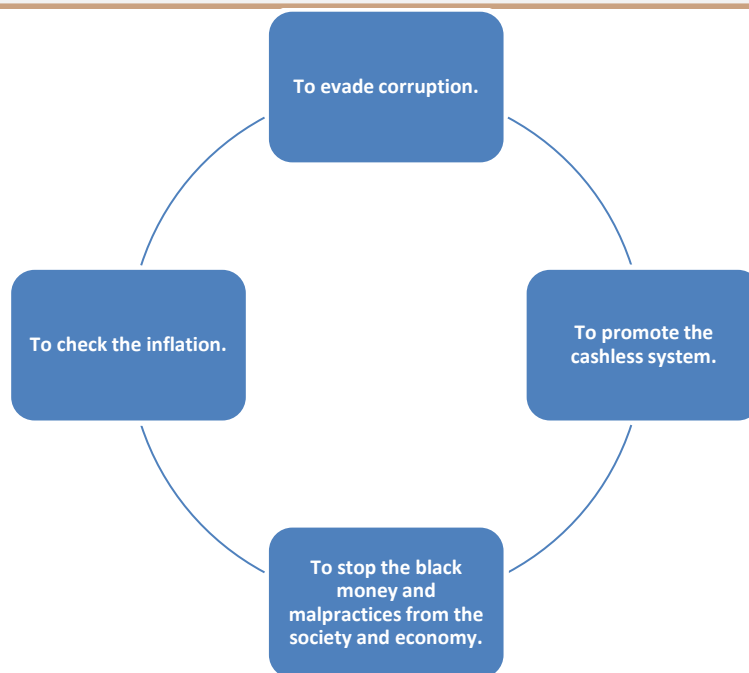 To evade corruption.
To promote the
cashless system.
To stop the black
money and
malpractices from the
society and economy.
To check the inflation.